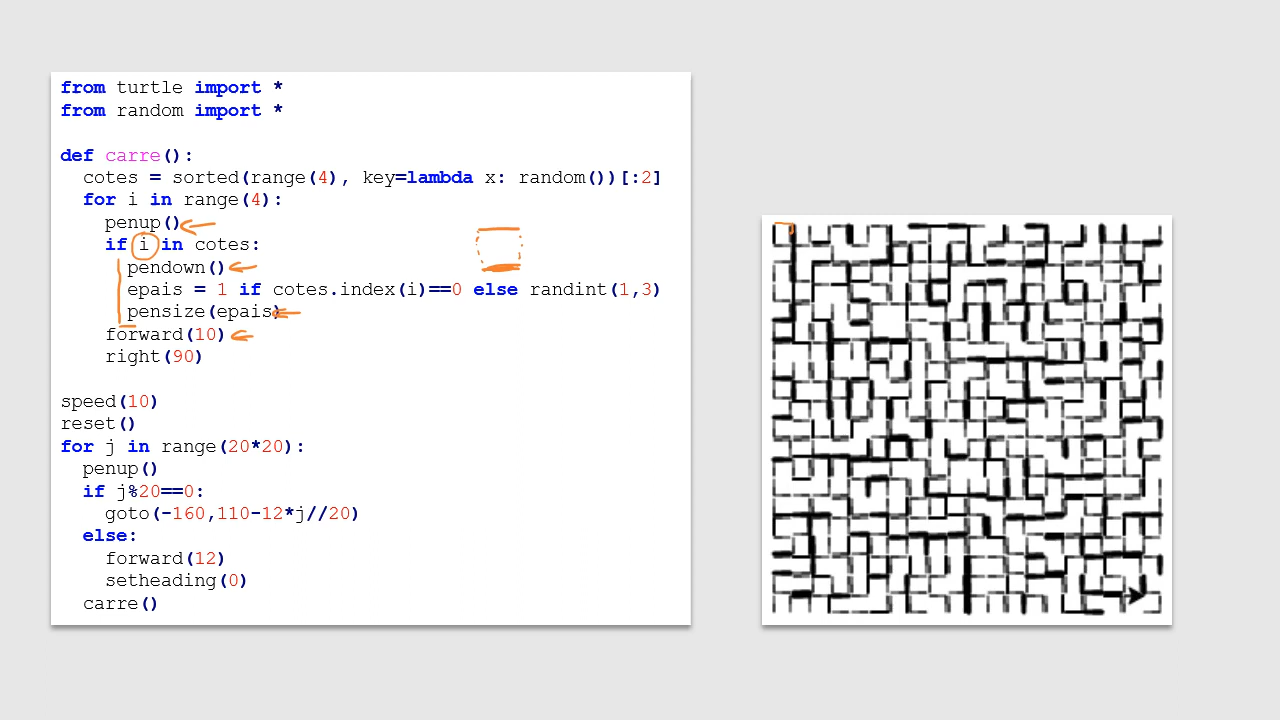 from turtle import *
from random import *
def carre():
cotes = sorted(range(4), key=lambda x: random())[:2]
for i in range(4):
penup()
if i in cotes:
pendown()
epais = 1 if cotes.index(i)==0 else randint(1,3)
pensize(epais)
forward(10)
right(90)
speed(10)
reset()
for j in range(20*20):
penup()
if j%20==0:
goto(-160,110-12*j//20)
else:
forward(12)
setheading(0)
carre()